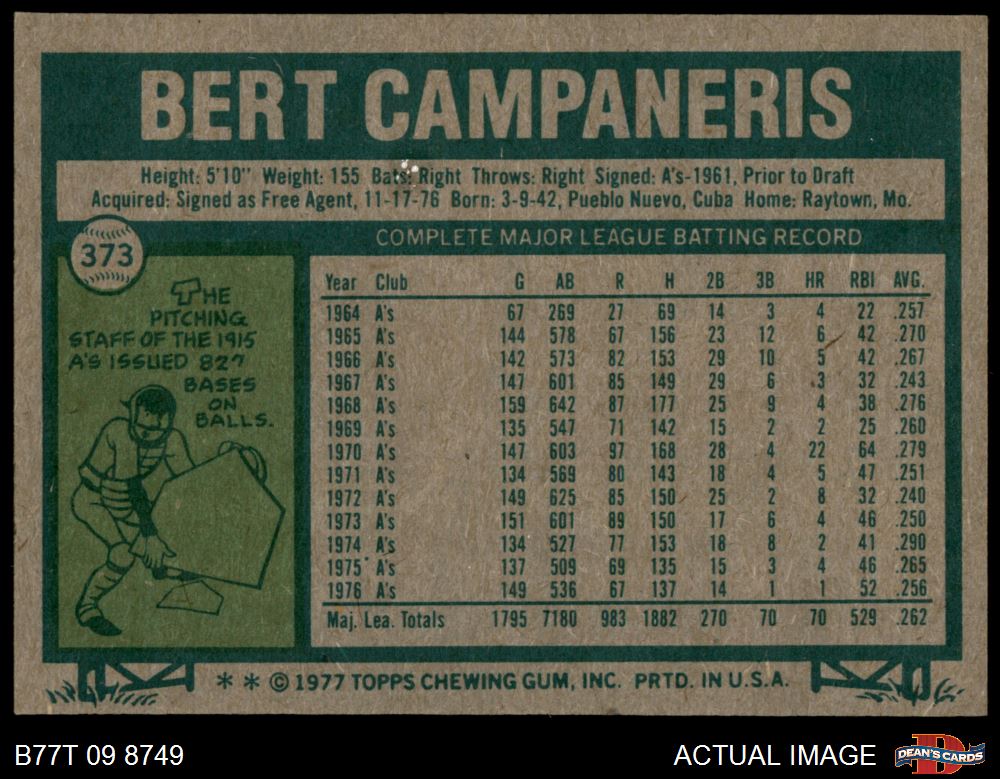 BERT CAMPANERIS
Height: 5'10" Weight: 155 Bats: Right Throws: Right Signed: A's-1961, Prior to Draft
Acquired: Signed as Free Agent, 11-17-76 Born: 3-9-42, Pueblo Nuevo, Cuba Home: Raytown, Mo.
373
THE
PITCHING
STAFF OF THE 1915
A'S ISSUED 827
BASES
ON
BALLS.
COMPLETE MAJOR LEAGUE BATTING RECORD
Year Club G AB R H 2B 3B HR RBI AVG.
1964 A's 67 269 27 69 14 3 4 22 .257
1965 A's 144 578 67 156 23 12 6 42 .270
1966 A's 142 573 82 153 29 10 5 42 .267
1967 A's 147 601 85 149 29 6 3 32 .243
1968 A's 159 642 87 177 25 9 4 38 .276
1969 A's 135 547 71 142 15 2 2 25 .260
1970 A's 147 603 97 168 28 4 22 64 .279
1971 A's 134 569 80 143 18 4 5 47 .251
1972 A's 149 625 85 150 25 2 8 32 .240
1973 A's 151 601 89 150 17 6 4 46 .250
1974 A's 134 527 77 153 18 8 2 41 .290
1975 A's 137 509 69 135 15 3 4 46 .265
1976 A's 149 536 67 137 14 1 1 52 .256
Maj. Lea. Totals 1795 7180 983 1882 270 70 70 529 .262
* * © 1977 TOPPS CHEWING GUM, INC. PRTD. IN U.S.A.
B77T 09 8749
ACTUAL IMAGE
D
DEAN'S CARDS